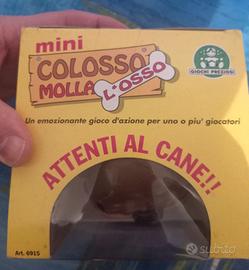 mini
COLOSSO
MOLLA L'OSSO
GIOCHI PREZIOSI
Un emozionante gioco d'azione per uno o piu' giocatori
ATTENTI AL CANE!!
Art. 6915
subito